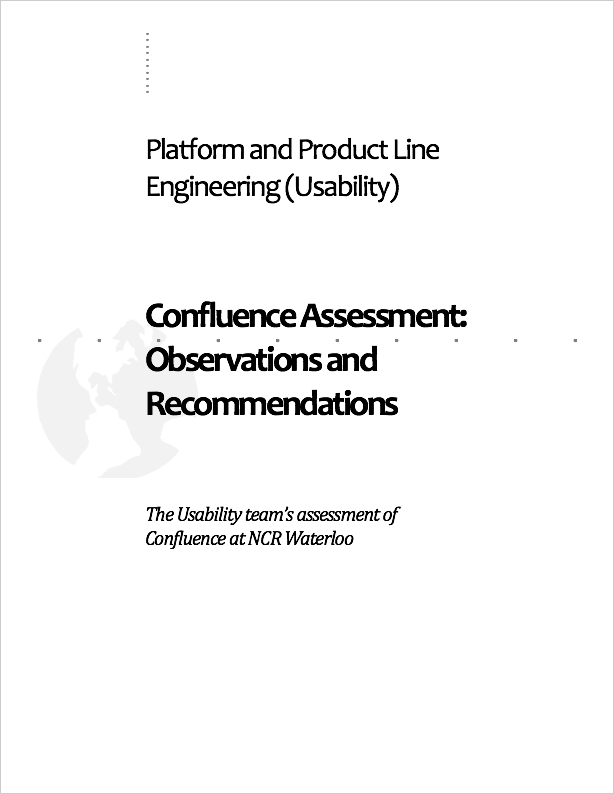 Platform and Product Line
Engineering (Usability)
Confluence Assessment:
Observations and
Recommendations
The Usability team's assessment of
Confluence at NCR Waterloo